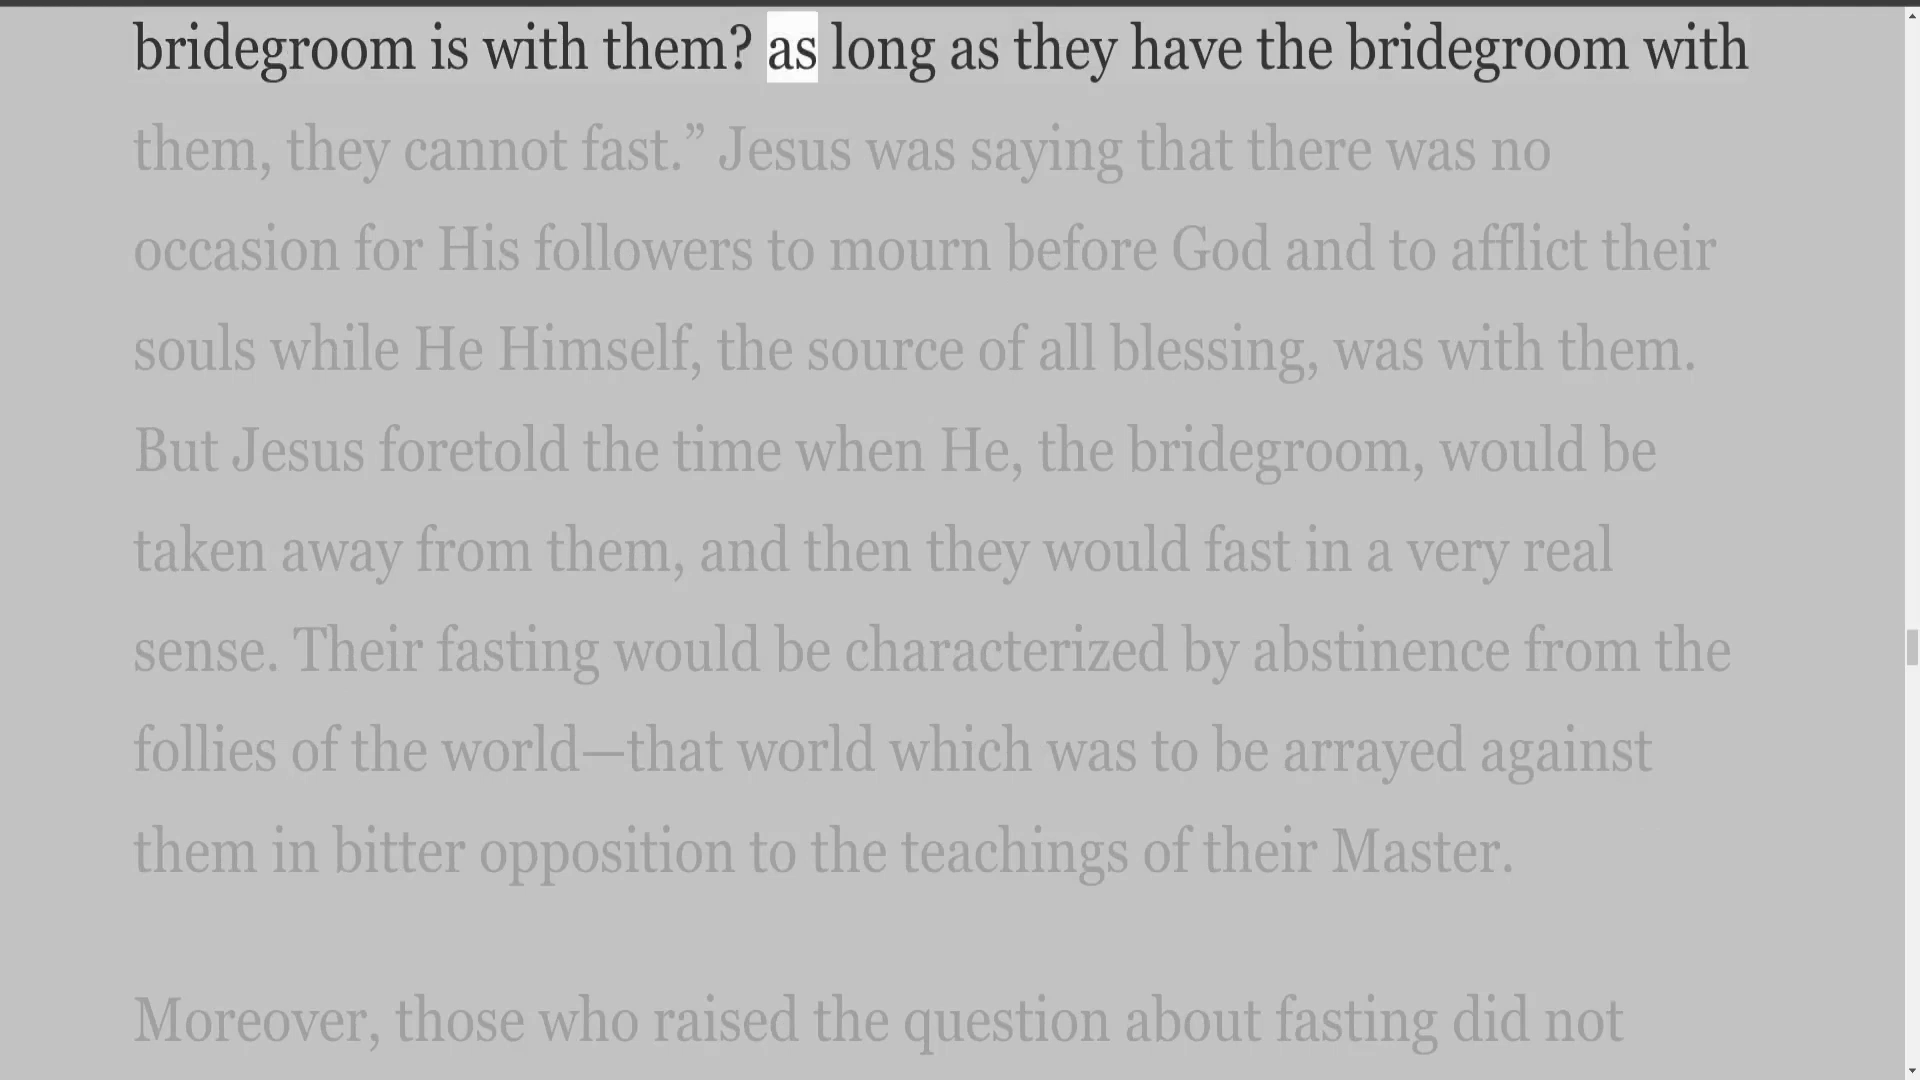 bridegroom is with them? as long as they have the bridegroom with
them, they cannot fast.” Jesus was saying that there was no
occasion for His followers to mourn before God and to afflict their
souls while He Himself, the source of all blessing, was with them.
But Jesus foretold the time when He, the bridegroom, would be
taken away from them, and then they would fast in a very real
sense. Their fasting would be characterized by abstinence from the
follies of the world—that world which was to be arrayed against
them in bitter opposition to the teachings of their Master.
Moreover, those who raised the question about fasting did not